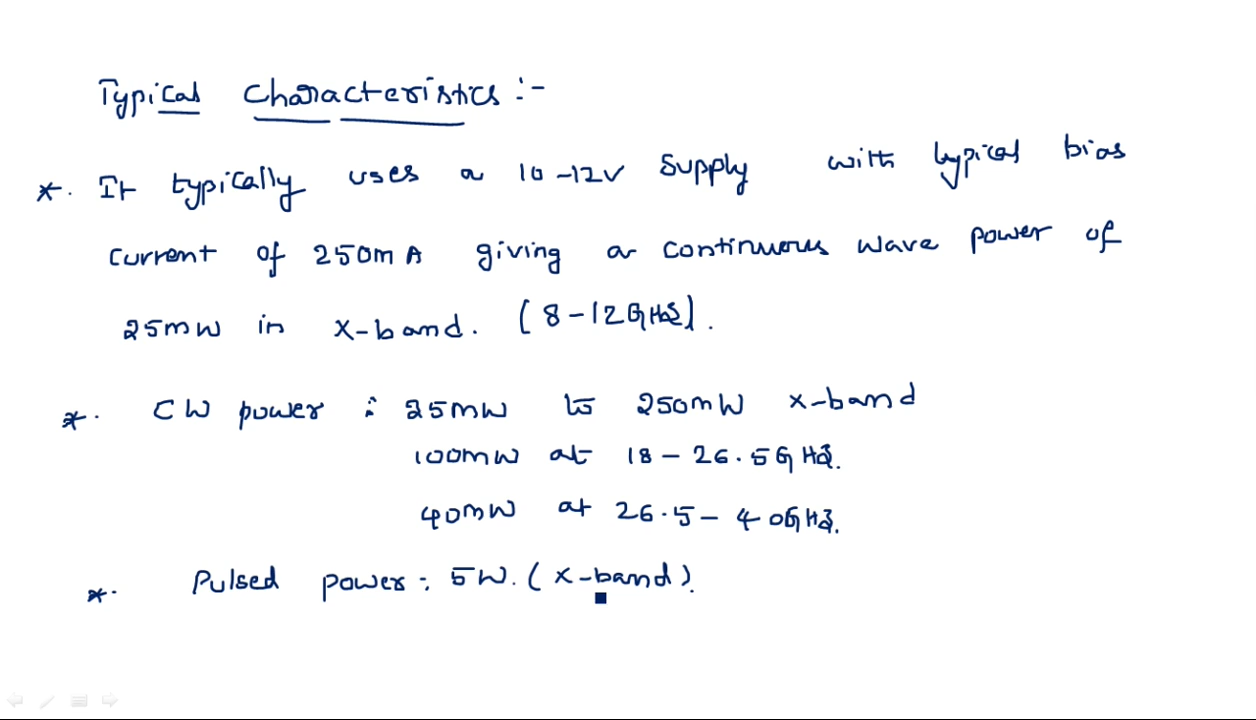 Typical Characteristics :-
*. It typically uses a 10-12V Supply with typical bias
Current of 250mA giving a continuous wave power of
25mW in X-band. (8-12GHz).
*. CW power : 25mW to 250mW X-band
100mW at 18 - 26.5GHz.
40mW at 26.5 - 40GHz.
*. Pulsed power : 5W. (X-band).